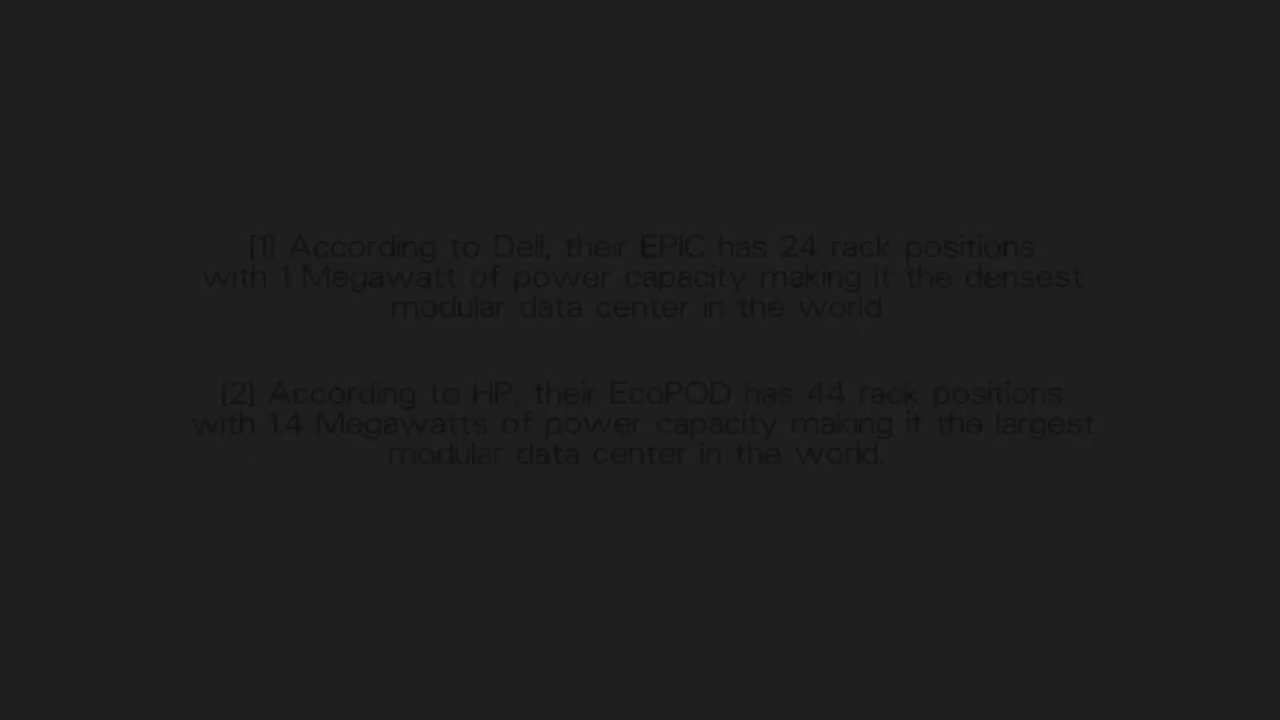 [1] According to Dell, their EPIC has 24 rack positions
with 1 Megawatt of power capacity making it the densest
modular data center in the world
[2] According to HP, their EcoPOD has 44 rack positions
with 1.4 Megawatts of power capacity making it the largest
modular data center in the world.